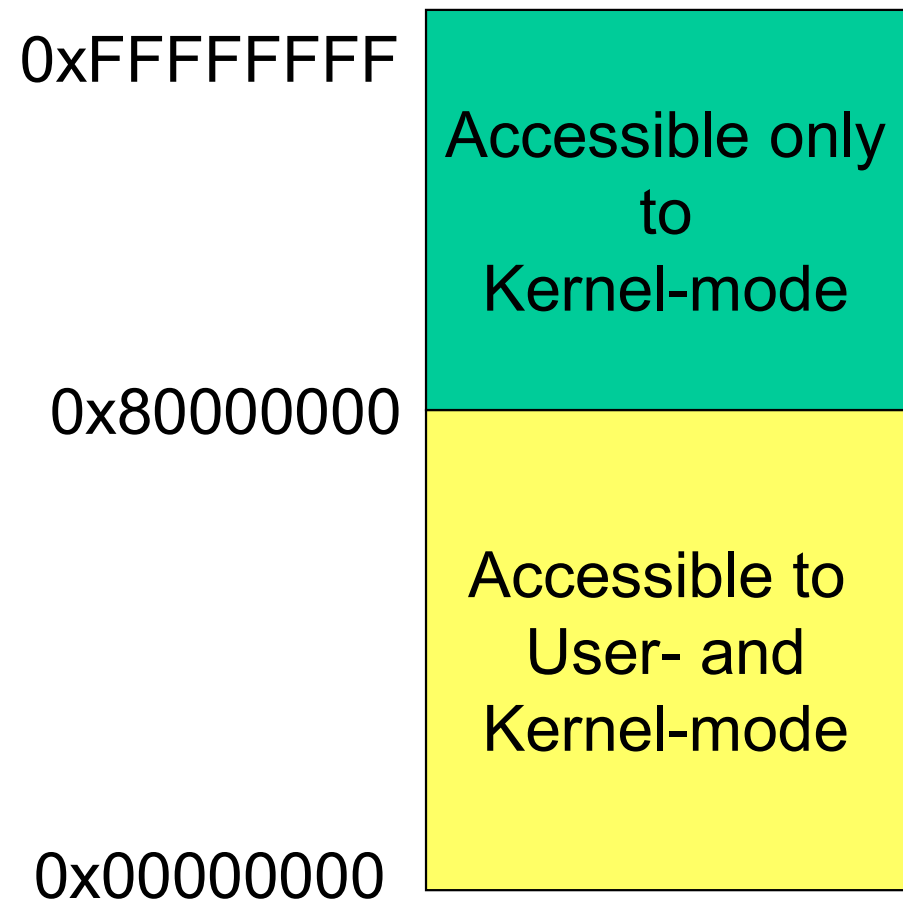 0xFFFFFFFF
Accessible only
to
Kernel-mode
0x80000000
Accessible to
User- and
Kernel-mode
0x00000000